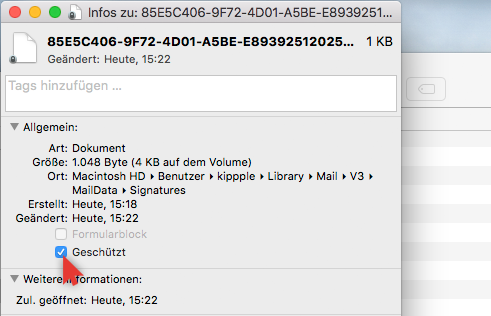 Infos zu: 85E5C406-9F72-4D01-A5BE-E8939251...
85E5C406-9F72-4D01-A5BE-E89392512025... 1 KB
Geändert: Heute, 15:22
Tags hinzufügen ...
Allgemein:
Art: Dokument
Größe: 1.048 Byte (4 KB auf dem Volume)
Ort: Macintosh HD ▸ Benutzer ▸ kippple ▸ Library ▸ Mail ▸ V3 ▸
MailData ▸ Signatures
Erstellt: Heute, 15:18
Geändert: Heute, 15:22
Formularblock
Geschützt
Weitere Informationen:
Zul. geöffnet: Heute, 15:22